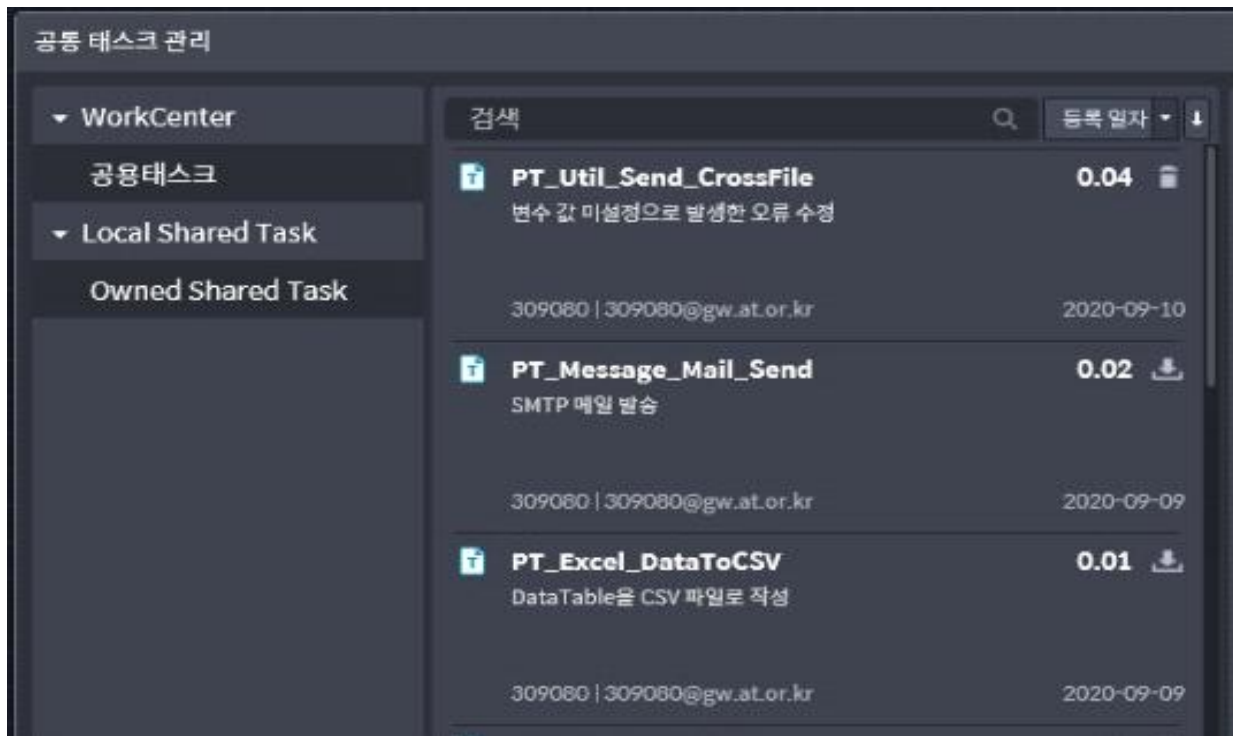 공통 태스크 관리
WorkCenter
공용태스크
Local Shared Task
Owned Shared Task
검색
등록 일자
PT_Util_Send_CrossFile
0.04
변수 값 미설정으로 발생한 오류 수정
309080 | 309080@gw.at.or.kr
2020-09-10
PT_Message_Mail_Send
0.02
SMTP 메일 발송
309080 | 309080@gw.at.or.kr
2020-09-09
PT_Excel_DataToCSV
0.01
DataTable을 CSV 파일로 작성
309080 | 309080@gw.at.or.kr
2020-09-09